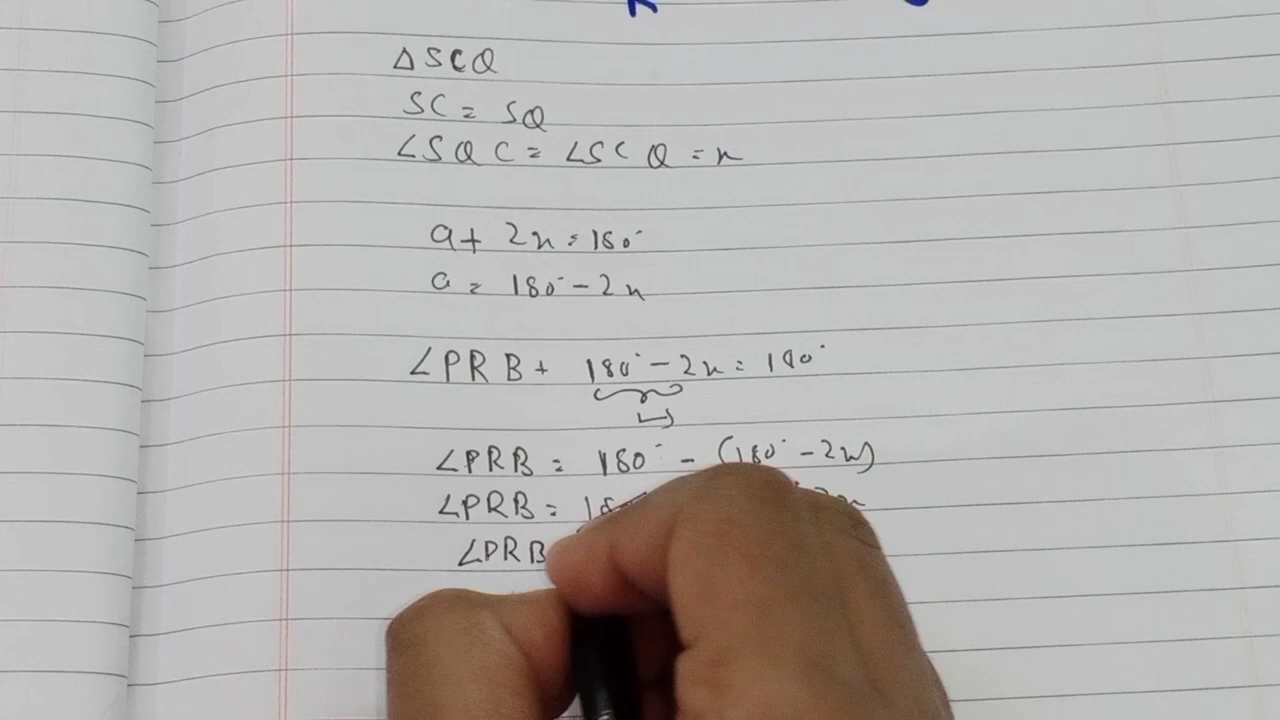 ΔSCQ
SC = SQ
∠SQC = ∠SCQ = x
a + 2x = 180°
a = 180° - 2x
∠PRB + 180° - 2x = 180°
∠PRB = 180° - (180° - 2x)
∠PRB = 2x
∠PRB